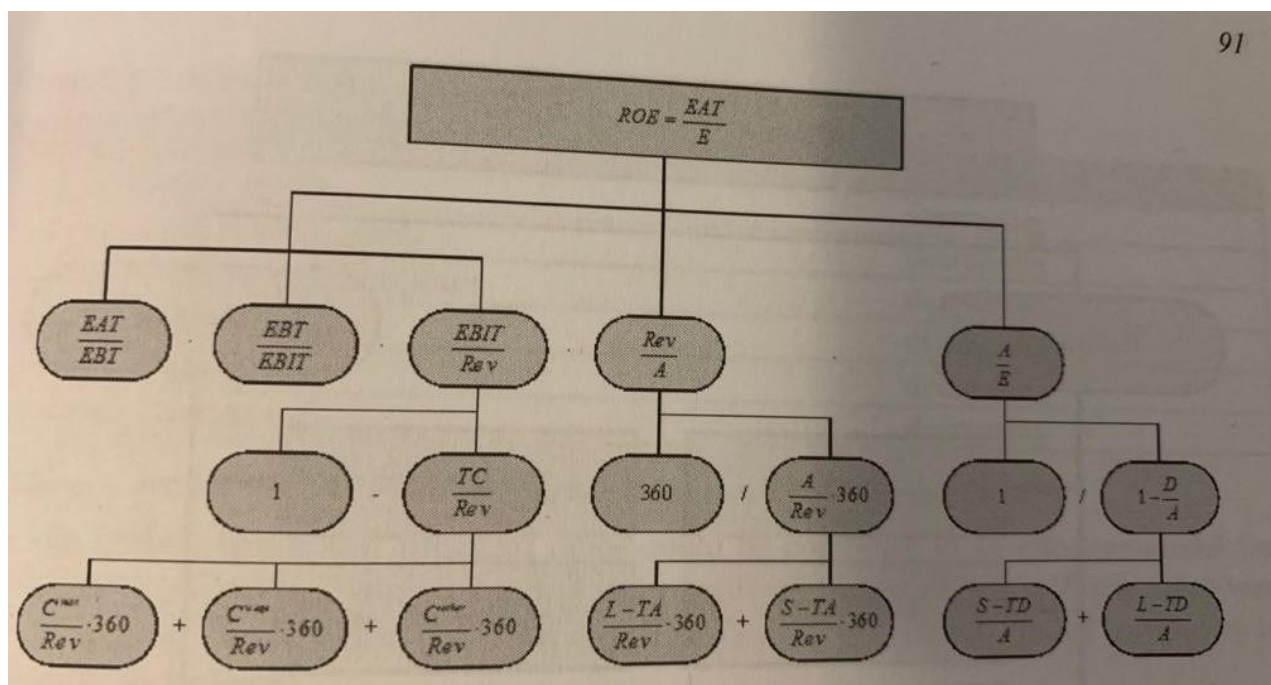 91
ROE = EAT / E
EAT / EBT · EBT / EBIT · EBIT / Rev · Rev / A A / E
1 - TC / Rev 360 / A / Rev · 360 1 / 1 - D / A
C / Rev · 360 + C / Rev · 360 + C / Rev · 360 L - TA / Rev · 360 + S - TA / Rev · 360 S - TD / A + L - TD / A